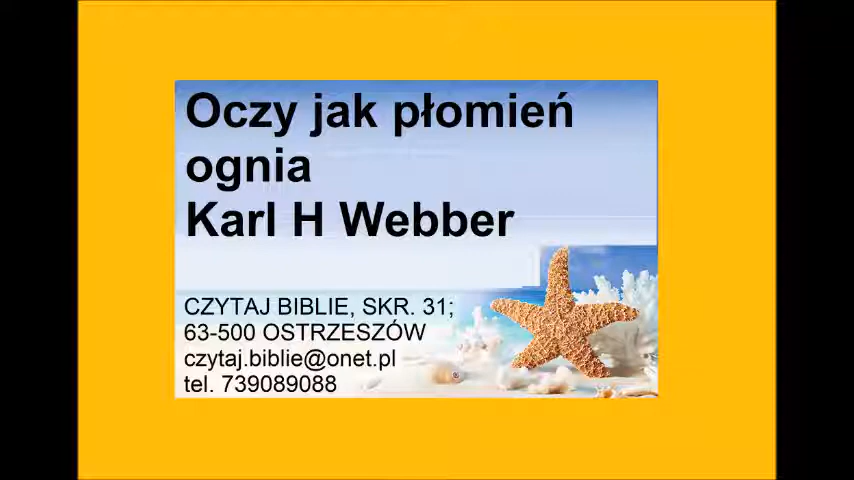 Oczy jak płomień
ognia
Karl H Webber
CZYTAJ BIBLIE, SKR. 31;
63-500 OSTRZESZÓW
czytaj.biblie@onet.pl
tel. 739089088